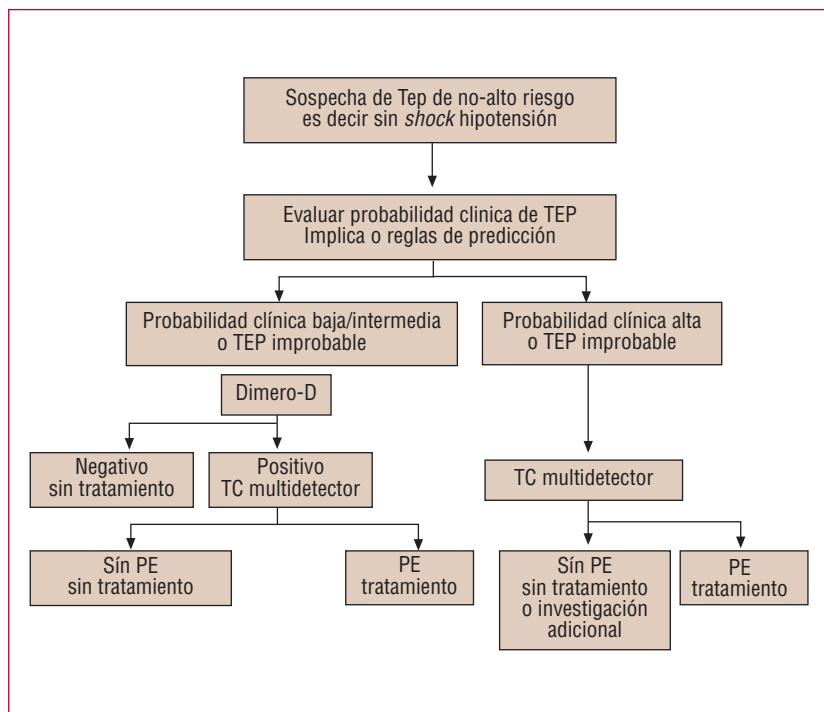 Sospecha de Tep de no-alto riesgo
es decir sin shock hipotensión
Evaluar probabilidad clinica de TEP
Implica o reglas de predicción
Probabilidad clínica baja/intermedia
o TEP improbable
Probabilidad clínica alta
o TEP improbable
Dimero-D
Negativo
sin tratamiento
Positivo
TC multidetector
TC multidetector
Sín PE
sin tratamiento
PE
tratamiento
Sín PE
sin tratamiento
o investigación
adicional
PE
tratamiento